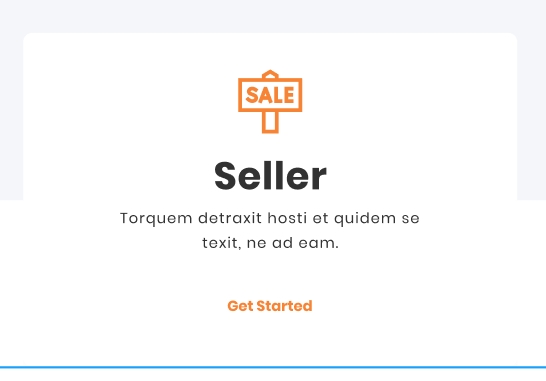 SALE
Seller
Torquem detraxit hosti et quidem se
texit, ne ad eam.
Get Started